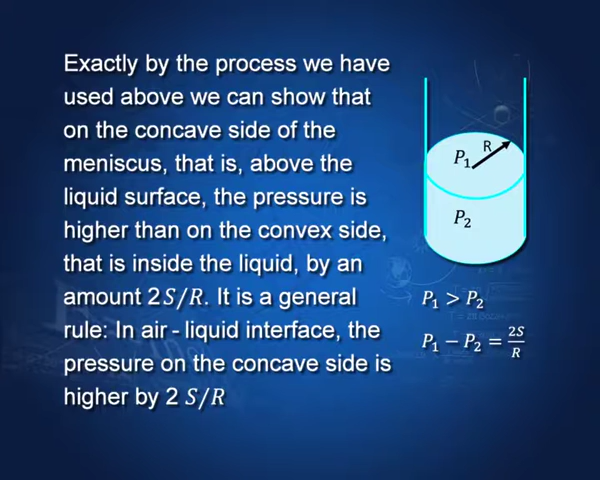 Exactly by the process we have
used above we can show that
on the concave side of the
meniscus, that is, above the
liquid surface, the pressure is
higher than on the convex side,
that is inside the liquid, by an
amount 2 S/R. It is a general
rule: In air - liquid interface, the
pressure on the concave side is
higher by 2 S/R
R
P₁
P₂
P₁ > P₂
P₁ − P₂ = 2S/R